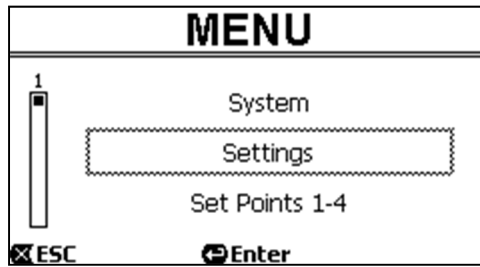 MENU
1
System
Settings
Set Points 1-4
ESC Enter